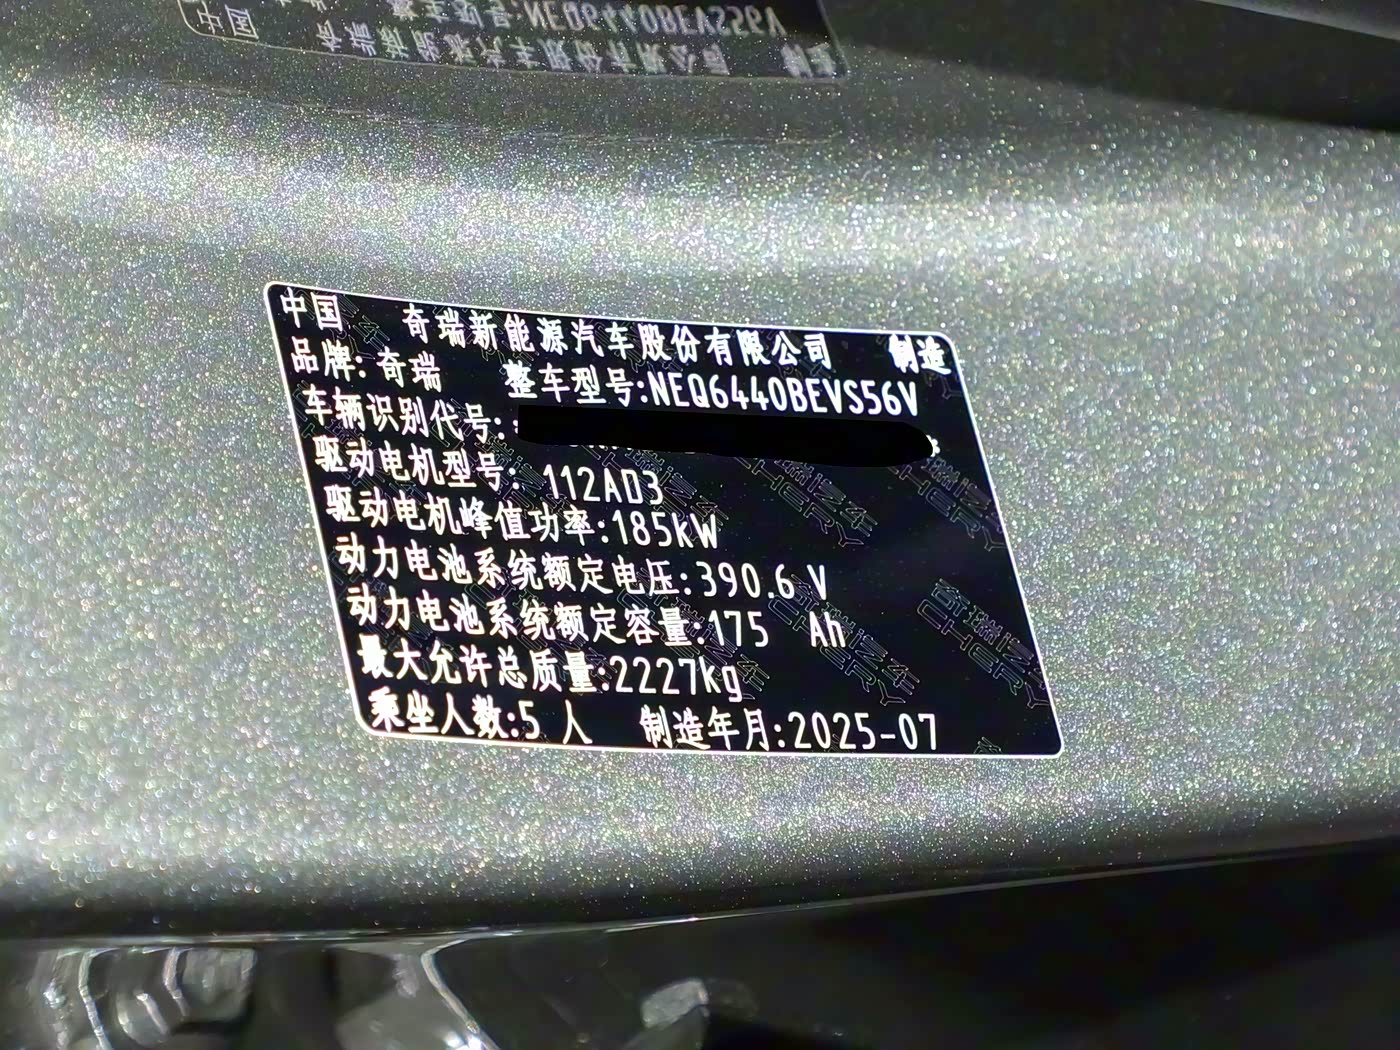 中国 奇瑞新能源汽车股份有限公司 制造
品牌: 奇瑞 整车型号:NEQ6440BEVS56V
车辆识别代号:
驱动电机型号: 112AD3
驱动电机峰值功率:185kW
动力电池系统额定电压:390.6 V
动力电池系统额定容量:175 Ah
最大允许总质量:2227kg
乘坐人数:5 人 制造年月:2025-07